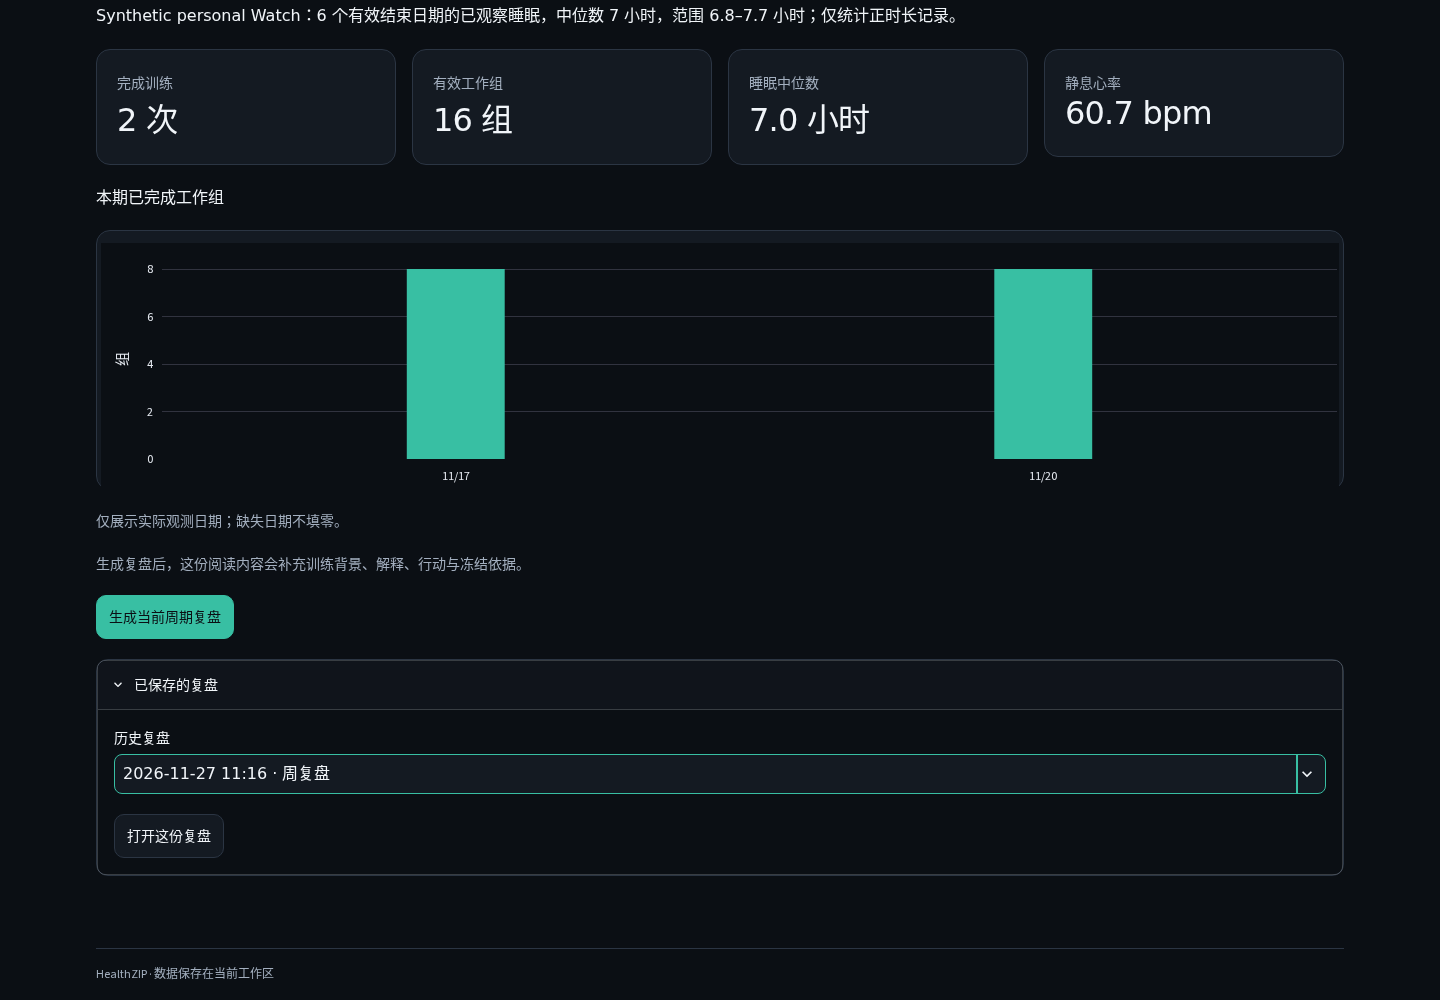 Synthetic personal Watch：6 个有效结束日期的已观察睡眠，中位数 7 小时，范围 6.8–7.7 小时；仅统计正时长记录。
完成训练
2 次
有效工作组
16 组
睡眠中位数
7.0 小时
静息心率
60.7 bpm
本期已完成工作组
8
6
4
2
0
组
11/17
11/20
仅展示实际观测日期；缺失日期不填零。
生成复盘后，这份阅读内容会补充训练背景、解释、行动与冻结依据。
生成当前周期复盘
已保存的复盘
历史复盘
2026-11-27 11:16 · 周复盘
打开这份复盘
HealthZIP · 数据保存在当前工作区